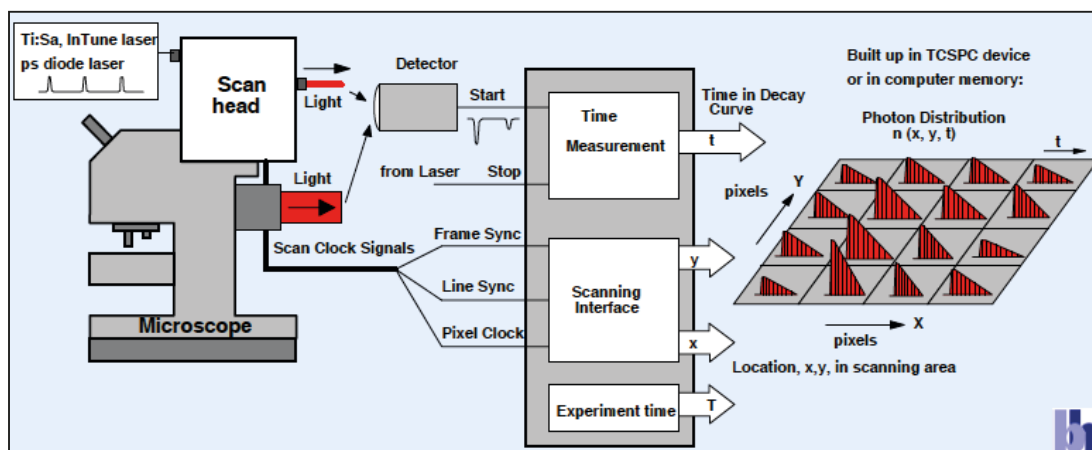 Ti:Sa, InTune laser
ps diode laser
Scan
head
Light
Detector
Start
Time
Measurement
Time in Decay
Curve
t
from Laser
Stop
Light
Scan Clock Signals
Frame Sync
Line Sync
Pixel Clock
Scanning
Interface
y
x
Experiment time
T
Microscope
Built up in TCSPC device
or in computer memory:
Photon Distribution
n (x, y, t)
t
Y
pixels
X
pixels
Location, x,y, in scanning area
bh